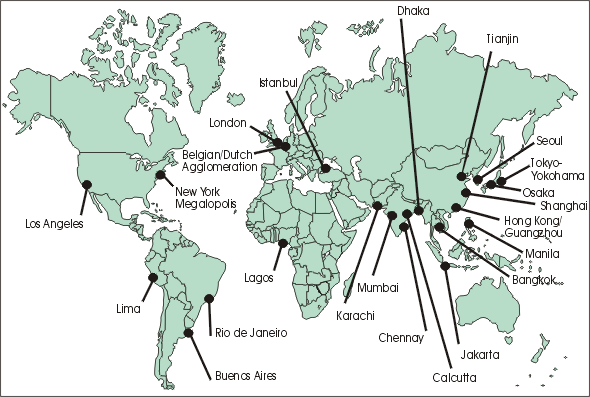 Dhaka
Tianjin
Istanbul
London
Seoul
Belgian/Dutch
Agglomeration
Tokyo-
Yokohama
New York
Megalopolis
Osaka
Shanghai
Los Angeles
Hong Kong/
Guangzhou
Manila
Lagos
Bangkok
Mumbai
Lima
Karachi
Rio de Janeiro
Chennay
Jakarta
Buenos Aires
Calcutta